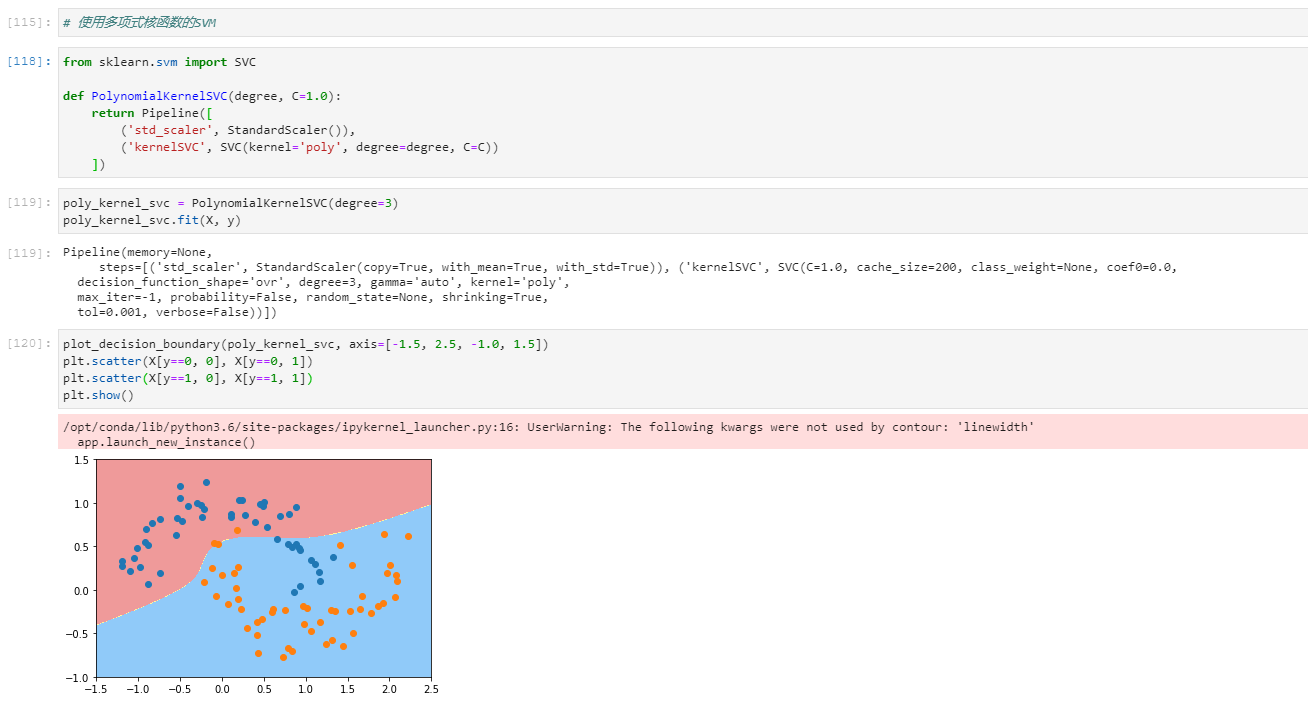 [115]: # 使用多项式核函数的SVM
[118]: from sklearn.svm import SVC
def PolynomialKernelSVC(degree, C=1.0):
    return Pipeline([
        ('std_scaler', StandardScaler()),
        ('kernelSVC', SVC(kernel='poly', degree=degree, C=C))
    ])
[119]: poly_kernel_svc = PolynomialKernelSVC(degree=3)
poly_kernel_svc.fit(X, y)
[119]: Pipeline(memory=None,
     steps=[('std_scaler', StandardScaler(copy=True, with_mean=True, with_std=True)), ('kernelSVC', SVC(C=1.0, cache_size=200, class_weight=None, coef0=0.0,
  decision_function_shape='ovr', degree=3, gamma='auto', kernel='poly',
  max_iter=-1, probability=False, random_state=None, shrinking=True,
  tol=0.001, verbose=False))])
[120]: plot_decision_boundary(poly_kernel_svc, axis=[-1.5, 2.5, -1.0, 1.5])
plt.scatter(X[y==0, 0], X[y==0, 1])
plt.scatter(X[y==1, 0], X[y==1, 1])
plt.show()
/opt/conda/lib/python3.6/site-packages/ipykernel_launcher.py:16: UserWarning: The following kwargs were not used by contour: 'linewidth'
  app.launch_new_instance()
1.5
1.0
0.5
0.0
−0.5
−1.0
−1.5 −1.0 −0.5 0.0 0.5 1.0 1.5 2.0 2.5